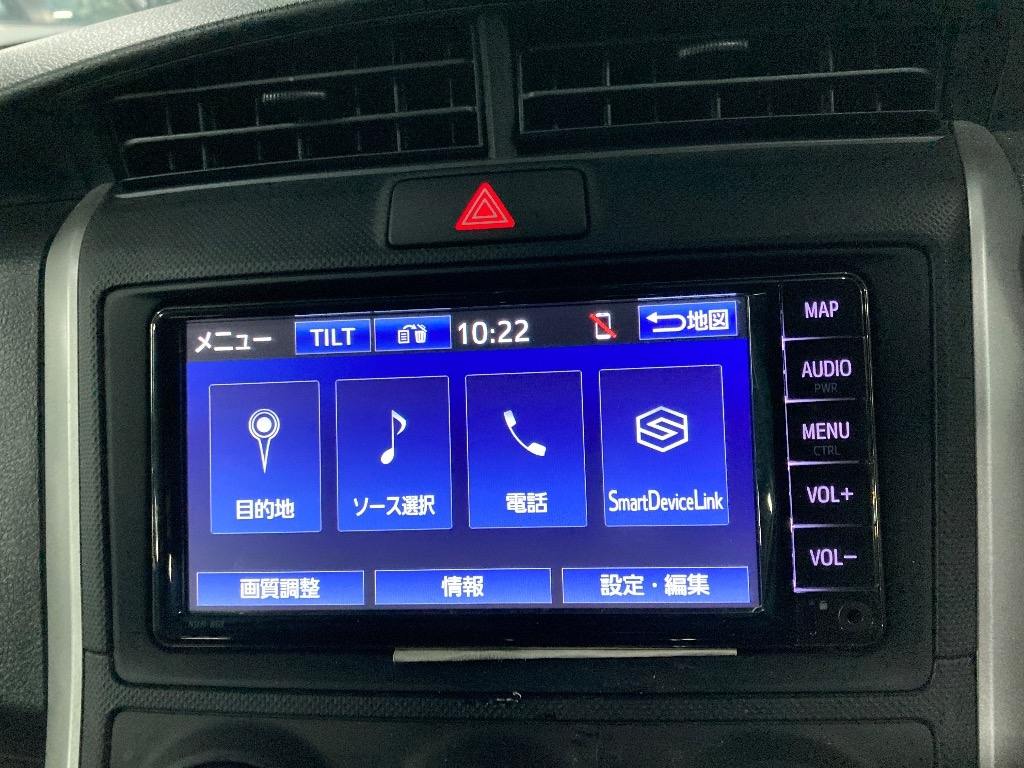 メニュー TILT 10:22 地図
目的地 ソース選択 電話 SmartDeviceLink
画質調整 情報 設定・編集
MAP
AUDIO
PWR
MENU
CTRL
VOL+
VOL−